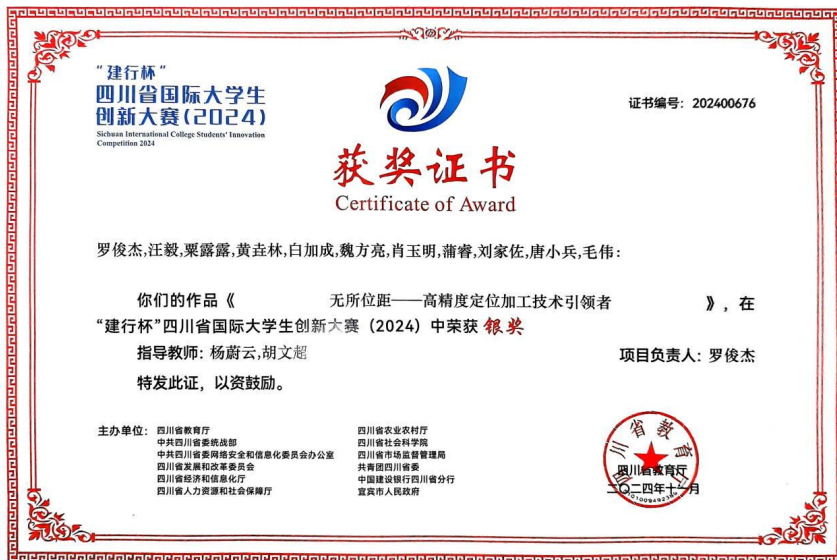 “建行杯”
四川省国际大学生
创新大赛(2024)
Sichuan International College Students' Innovation
Competition 2024
证书编号：202400676
获奖证书
Certificate of Award
罗俊杰,汪毅,粟露露,黄垚林,白加成,魏方亮,肖玉明,蒲睿,刘家佐,唐小兵,毛伟：
你们的作品《 无所位距——高精度定位加工技术引领者 》，在
“建行杯”四川省国际大学生创新大赛（2024）中荣获 银奖
指导教师：杨蔚云,胡文超
项目负责人：罗俊杰
特发此证，以资鼓励。
主办单位：四川省教育厅
中共四川省委统战部
中共四川省委网络安全和信息化委员会办公室
四川省发展和改革委员会
四川省经济和信息化厅
四川省人力资源和社会保障厅
四川省农业农村厅
四川省社会科学院
四川省市场监督管理局
共青团四川省委
中国建设银行四川省分行
宜宾市人民政府
四川省教育厅
四川省教育厅
二〇二四年十一月